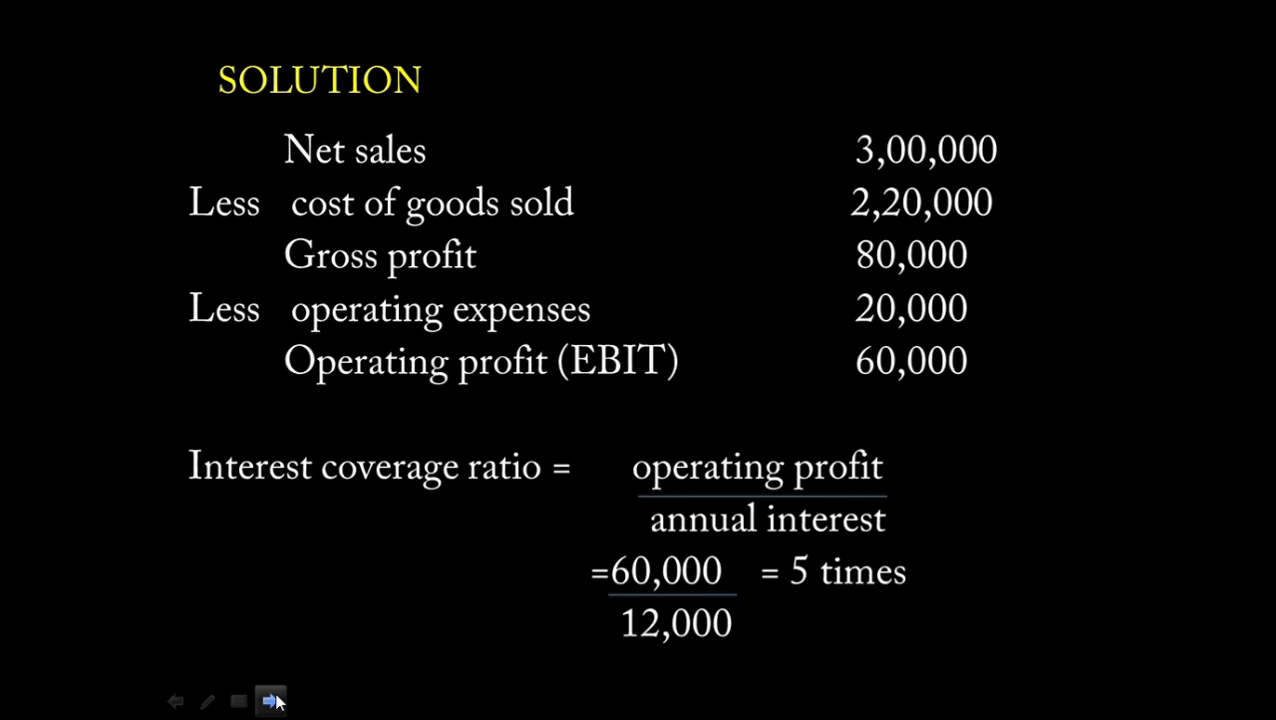 SOLUTION
Net sales 3,00,000
Less cost of goods sold 2,20,000
Gross profit 80,000
Less operating expenses 20,000
Operating profit (EBIT) 60,000
Interest coverage ratio = operating profit
annual interest
=60,000 = 5 times
12,000